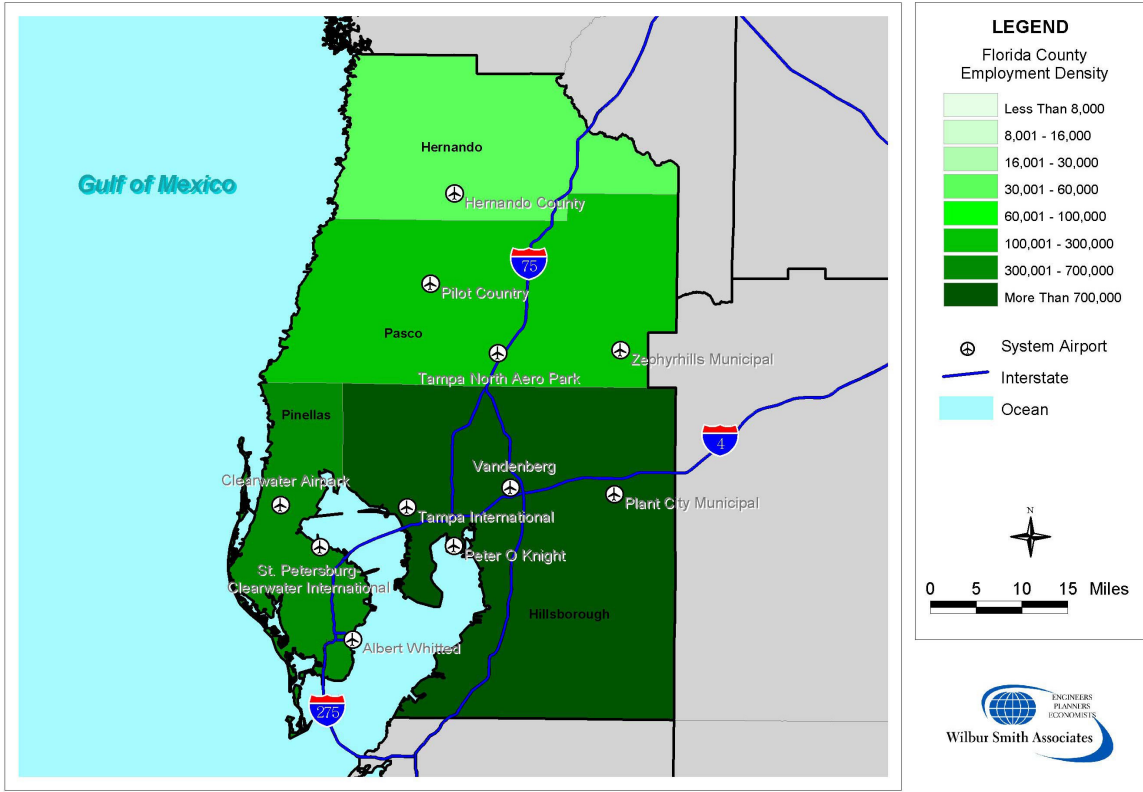 Hernando
Gulf of Mexico
Hernando County
75
Pilot Country
Pasco
Zephyrhills Municipal
Tampa North Aero Park
Pinellas
4
Vandenberg
Clearwater Airpark
Plant City Municipal
Tampa International
Peter O Knight
St. Petersburg-
Clearwater International
Hillsborough
Albert Whitted
275
LEGEND
Florida County
Employment Density
Less Than 8,000
8,001 - 16,000
16,001 - 30,000
30,001 - 60,000
60,001 - 100,000
100,001 - 300,000
300,001 - 700,000
More Than 700,000
System Airport
Interstate
Ocean
N
0 5 10 15 Miles
ENGINEERS
PLANNERS
ECONOMISTS
Wilbur Smith Associates